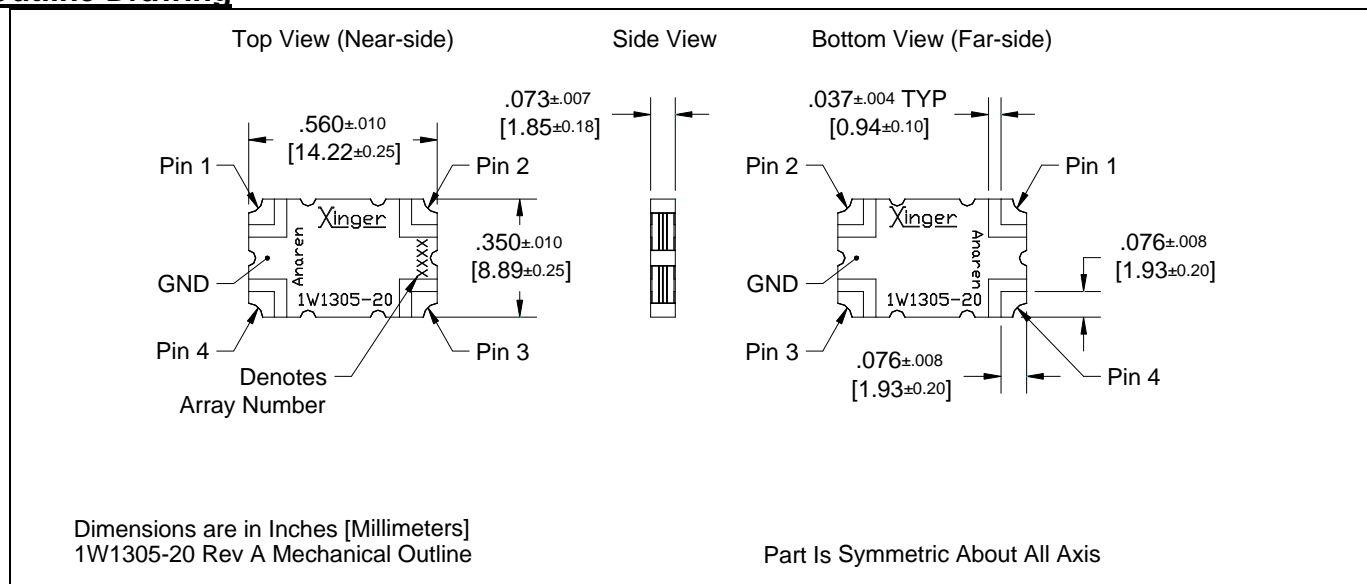 Outline Drawing
Top View (Near-side)
Side View
Bottom View (Far-side)
.560±.010
[14.22±0.25]
.073±.007
[1.85±0.18]
.037±.004 TYP
[0.94±0.10]
Pin 1
Pin 2
Pin 2
Pin 1
Xinger
Anaren
XXXX
.350±.010
[8.89±0.25]
Xinger
Anaren
.076±.008
[1.93±0.20]
GND
1W1305-20
GND
1W1305-20
Pin 4
Pin 3
Pin 3
Pin 4
Denotes
Array Number
.076±.008
[1.93±0.20]
Dimensions are in Inches [Millimeters]
1W1305-20 Rev A Mechanical Outline
Part Is Symmetric About All Axis